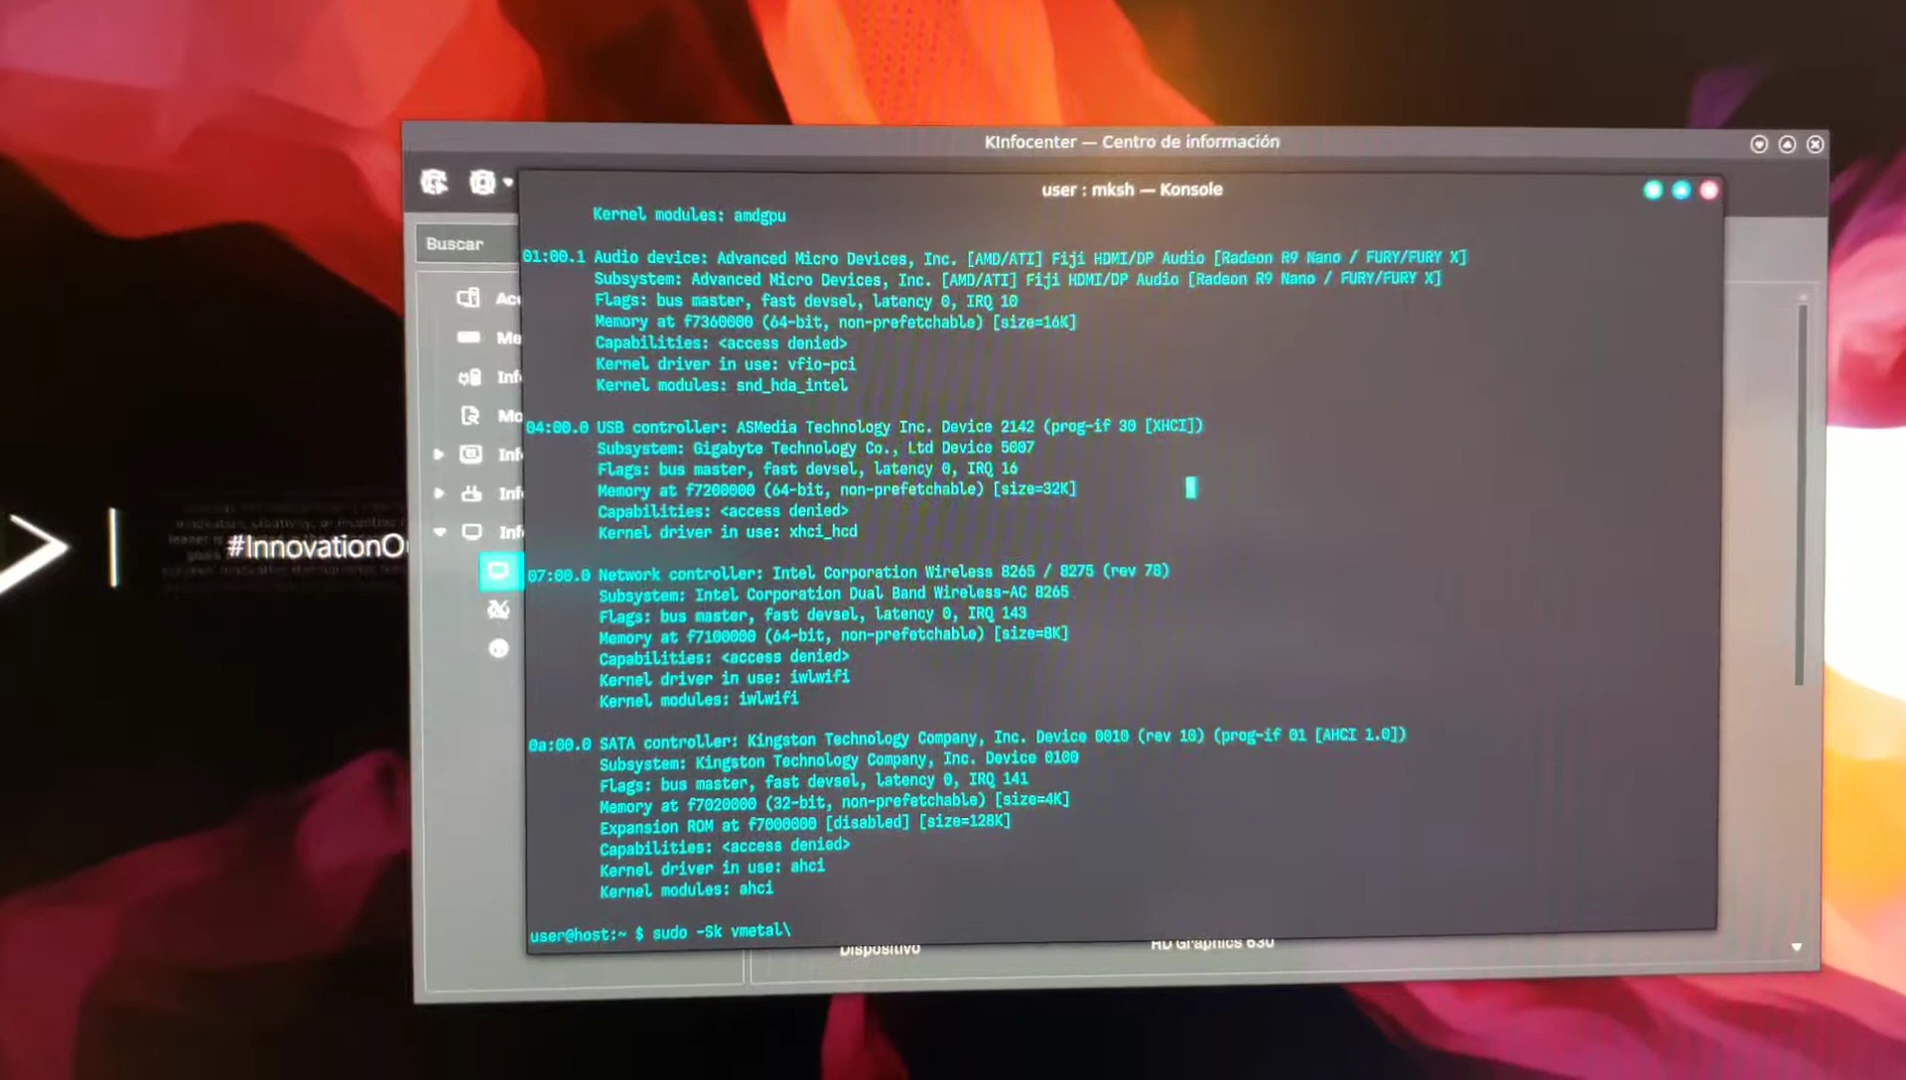 KInfocenter — Centro de información
user : mksh — Konsole
Buscar
Kernel modules: amdgpu
01:00.1 Audio device: Advanced Micro Devices, Inc. [AMD/ATI] Fiji HDMI/DP Audio [Radeon R9 Nano / FURY/FURY X]
Subsystem: Advanced Micro Devices, Inc. [AMD/ATI] Fiji HDMI/DP Audio [Radeon R9 Nano / FURY/FURY X]
Flags: bus master, fast devsel, latency 0, IRQ 10
Memory at f7360000 (64-bit, non-prefetchable) [size=16K]
Capabilities: <access denied>
Kernel driver in use: vfio-pci
Kernel modules: snd_hda_intel
04:00.0 USB controller: ASMedia Technology Inc. Device 2142 (prog-if 30 [XHCI])
Subsystem: Gigabyte Technology Co., Ltd Device 5007
Flags: bus master, fast devsel, latency 0, IRQ 16
Memory at f7200000 (64-bit, non-prefetchable) [size=32K]
Capabilities: <access denied>
Kernel driver in use: xhci_hcd
07:00.0 Network controller: Intel Corporation Wireless 8265 / 8275 (rev 78)
Subsystem: Intel Corporation Dual Band Wireless-AC 8265
Flags: bus master, fast devsel, latency 0, IRQ 143
Memory at f7100000 (64-bit, non-prefetchable) [size=8K]
Capabilities: <access denied>
Kernel driver in use: iwlwifi
Kernel modules: iwlwifi
0a:00.0 SATA controller: Kingston Technology Company, Inc. Device 0010 (rev 10) (prog-if 01 [AHCI 1.0])
Subsystem: Kingston Technology Company, Inc. Device 0100
Flags: bus master, fast devsel, latency 0, IRQ 141
Memory at f7020000 (32-bit, non-prefetchable) [size=4K]
Expansion ROM at f7000000 [disabled] [size=128K]
Capabilities: <access denied>
Kernel driver in use: ahci
Kernel modules: ahci
user@host:~ $ sudo -Sk vmetal\
Ac
Me
Inf
Mo
Inf
Inf
Inf
Dispositivo HD Graphics 630
#InnovationO